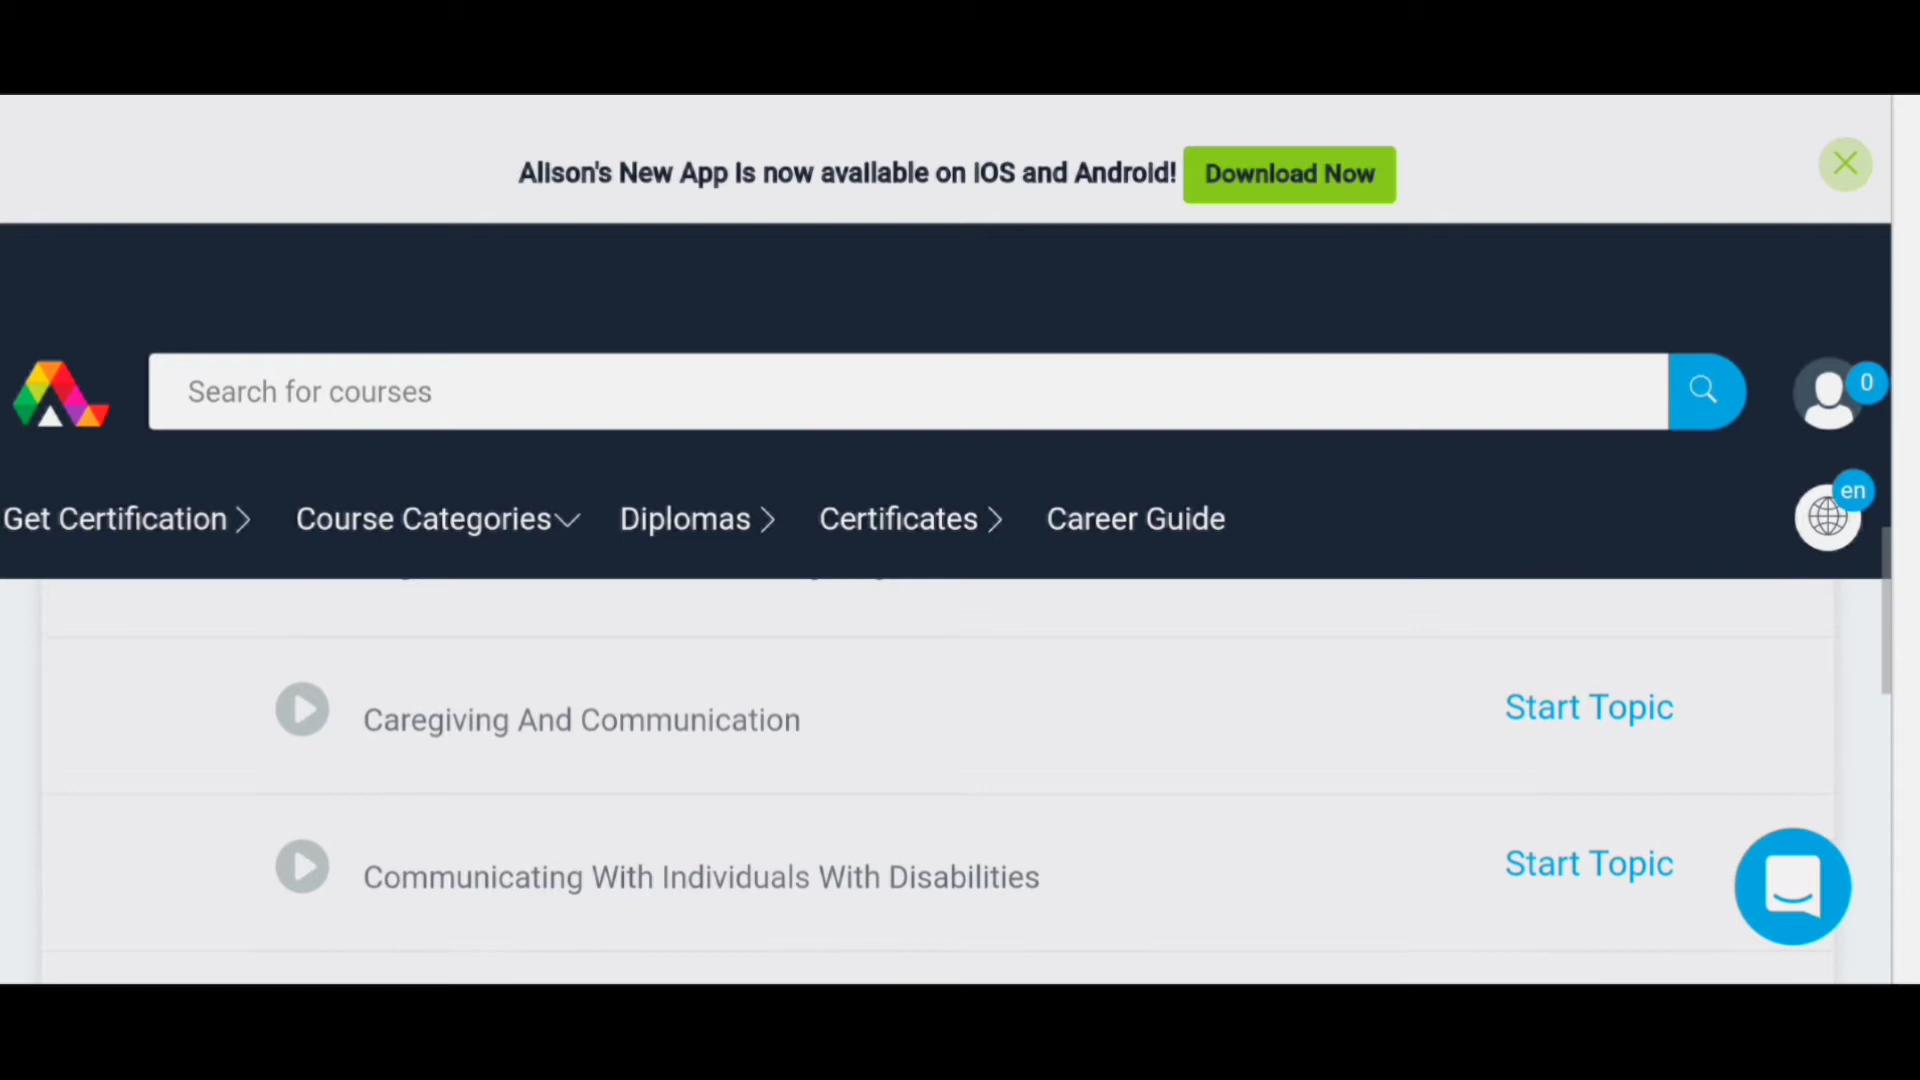 Alison's New App is now available on iOS and Android! Download Now
Search for courses
0
Get Certification Course Categories Diplomas Certificates Career Guide
en
Caregiving And Communication Start Topic
Communicating With Individuals With Disabilities Start Topic